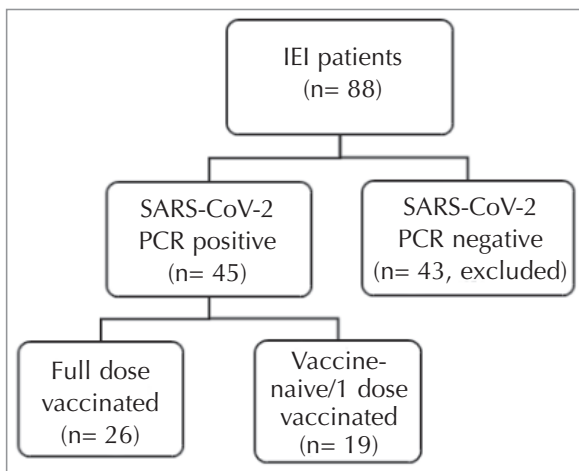 IEI patients
(n= 88)
SARS-CoV-2
PCR positive
(n= 45)
SARS-CoV-2
PCR negative
(n= 43, excluded)
Full dose
vaccinated
(n= 26)
Vaccine-
naive/1 dose
vaccinated
(n= 19)